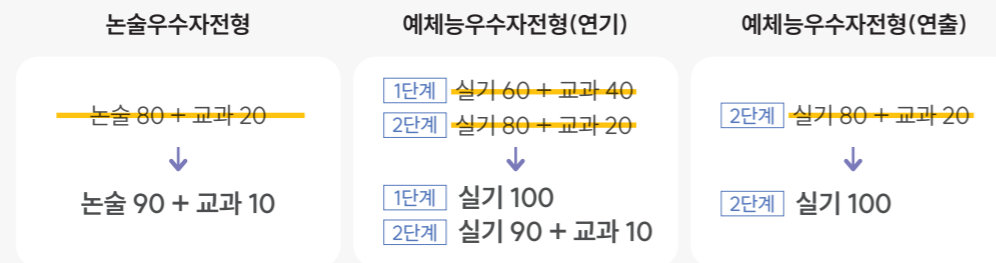 논술우수자전형
논술 80 + 교과 20
↓
논술 90 + 교과 10
예체능우수자전형(연기)
1단계 실기 60 + 교과 40
2단계 실기 80 + 교과 20
↓
1단계 실기 100
2단계 실기 90 + 교과 10
예체능우수자전형(연출)
2단계 실기 80 + 교과 20
↓
2단계 실기 100